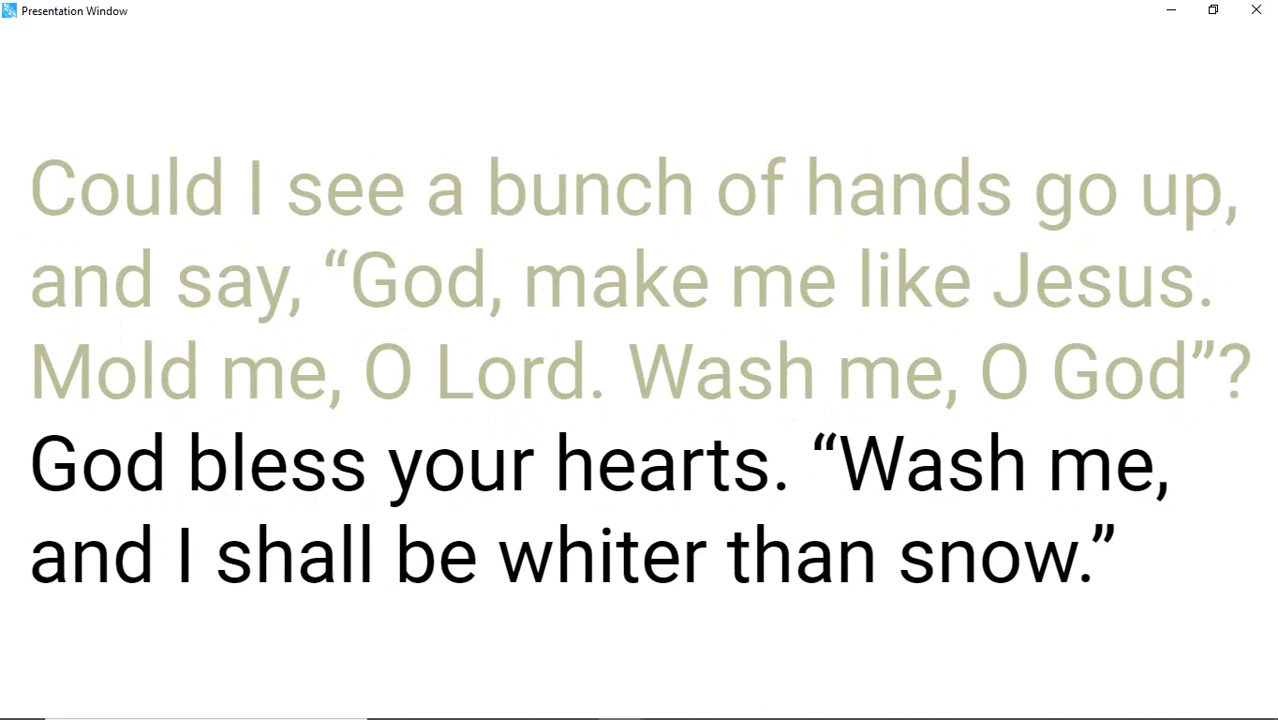 Presentation Window
Could I see a bunch of hands go up,
and say, “God, make me like Jesus.
Mold me, O Lord. Wash me, O God”?
God bless your hearts. “Wash me,
and I shall be whiter than snow.”